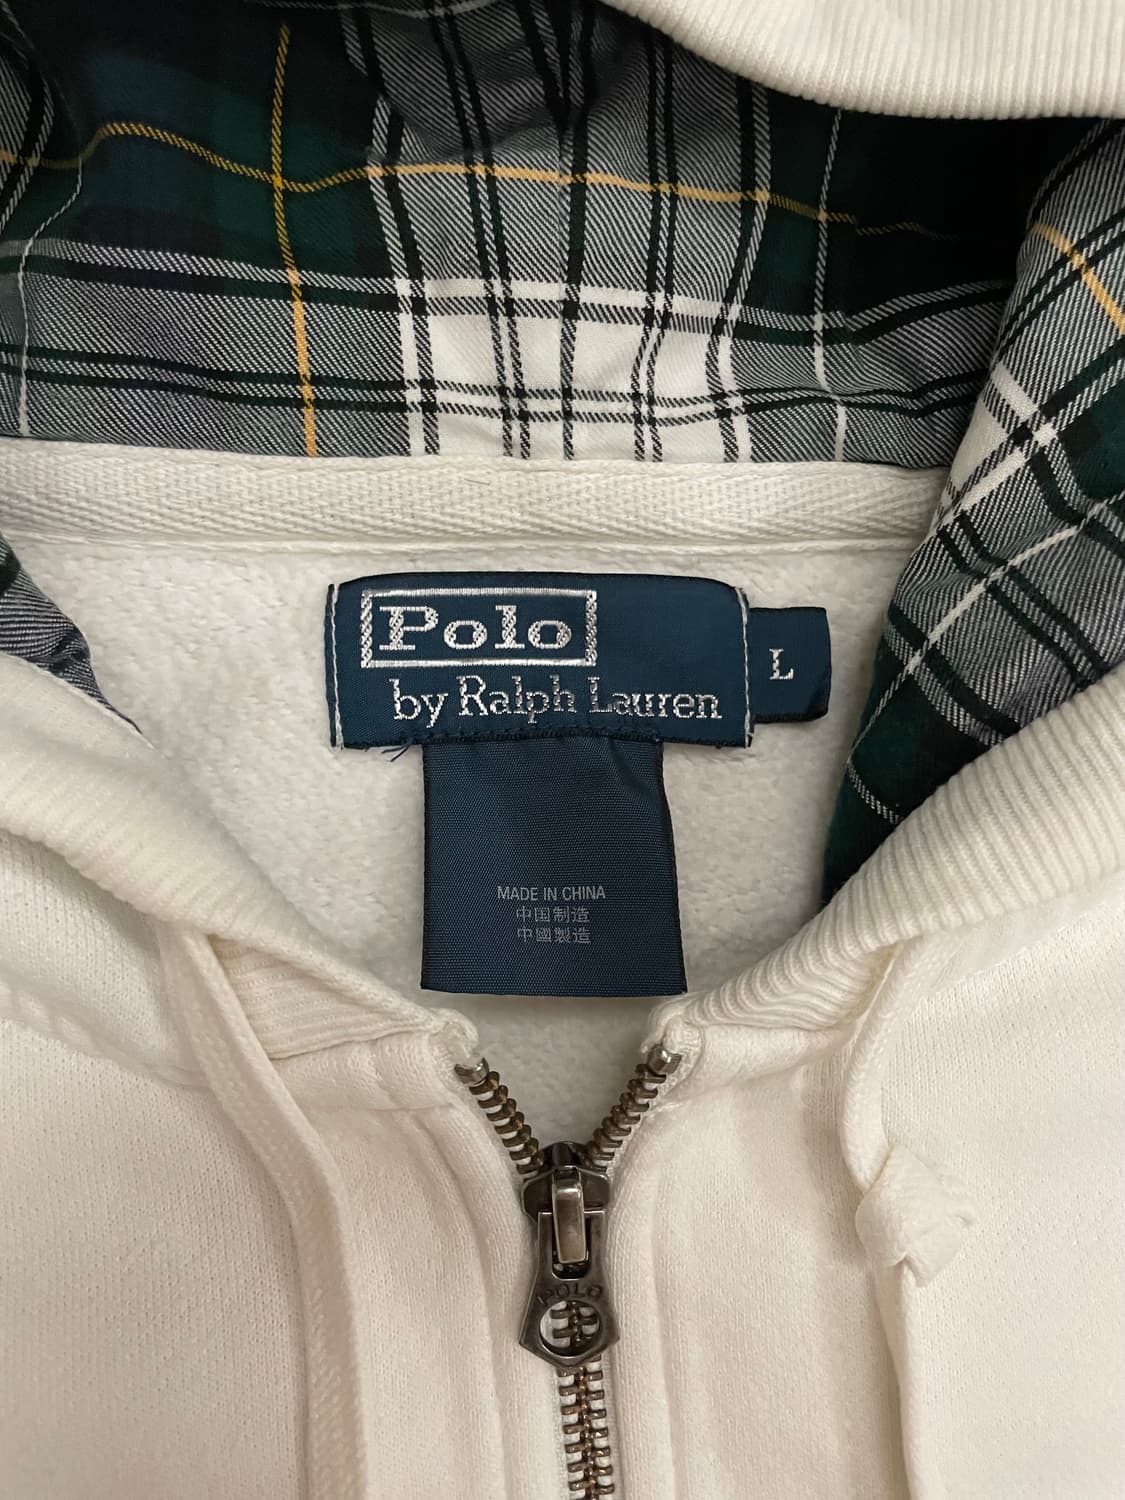 Polo
by Ralph Lauren
L
MADE IN CHINA
中国制造
中國製造
POLO